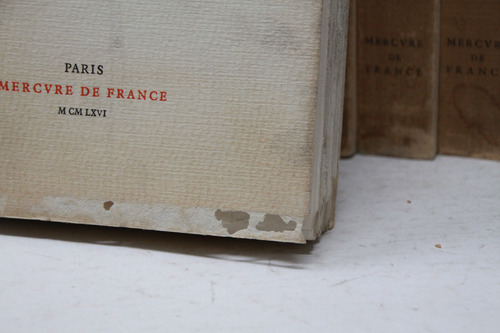 PARIS
MERCVRE DE FRANCE
M CM LXVI
MERCVRE
DE
FRANCE
MERCVRE
DE
FRANCE